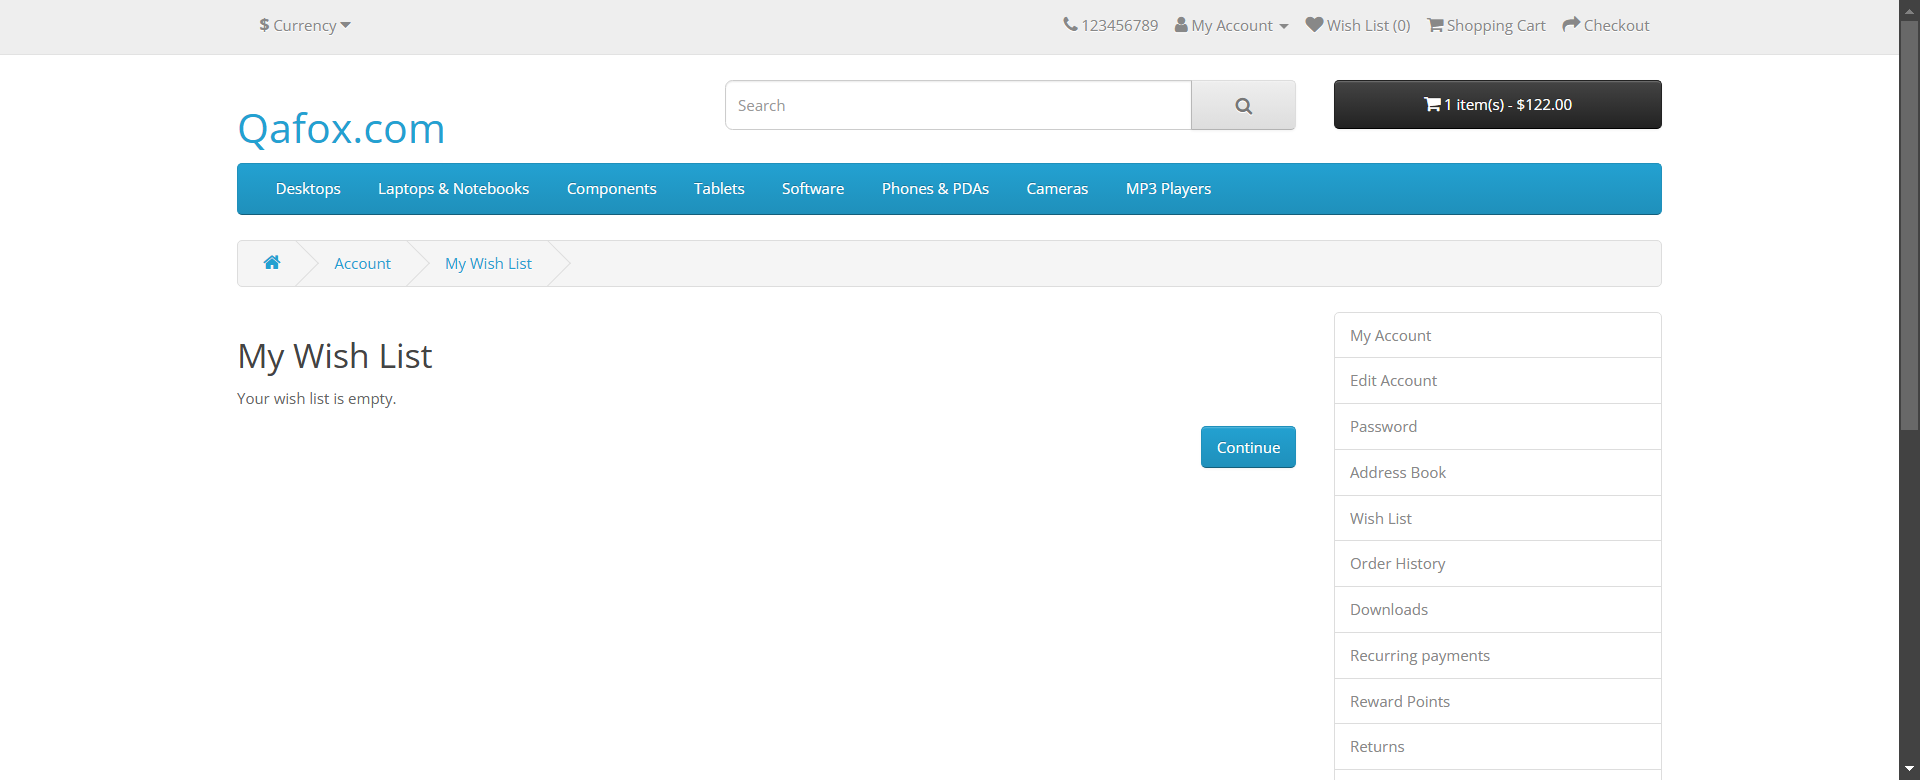 $ Currency
123456789 My Account Wish List (0) Shopping Cart Checkout
Qafox.com
Search
1 item(s) - $122.00
Desktops Laptops & Notebooks Components Tablets Software Phones & PDAs Cameras MP3 Players
Account My Wish List
My Wish List
Your wish list is empty.
Continue
My Account
Edit Account
Password
Address Book
Wish List
Order History
Downloads
Recurring payments
Reward Points
Returns